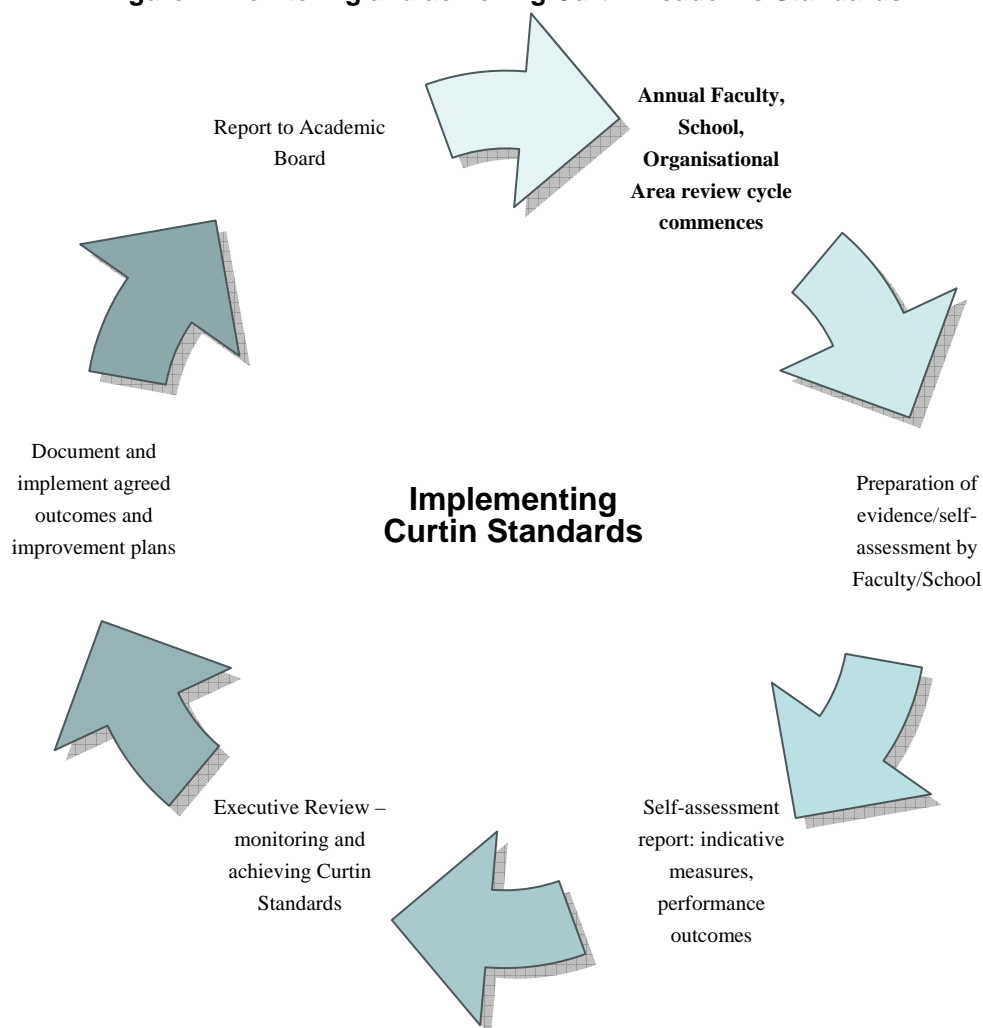 Report to Academic
Board
Annual Faculty,
School,
Organisational
Area review cycle
commences
Preparation of
evidence/self-
assessment by
Faculty/School
Self-assessment
report: indicative
measures,
performance
outcomes
Executive Review –
monitoring and
achieving Curtin
Standards
Document and
implement agreed
outcomes and
improvement plans
Implementing
Curtin Standards